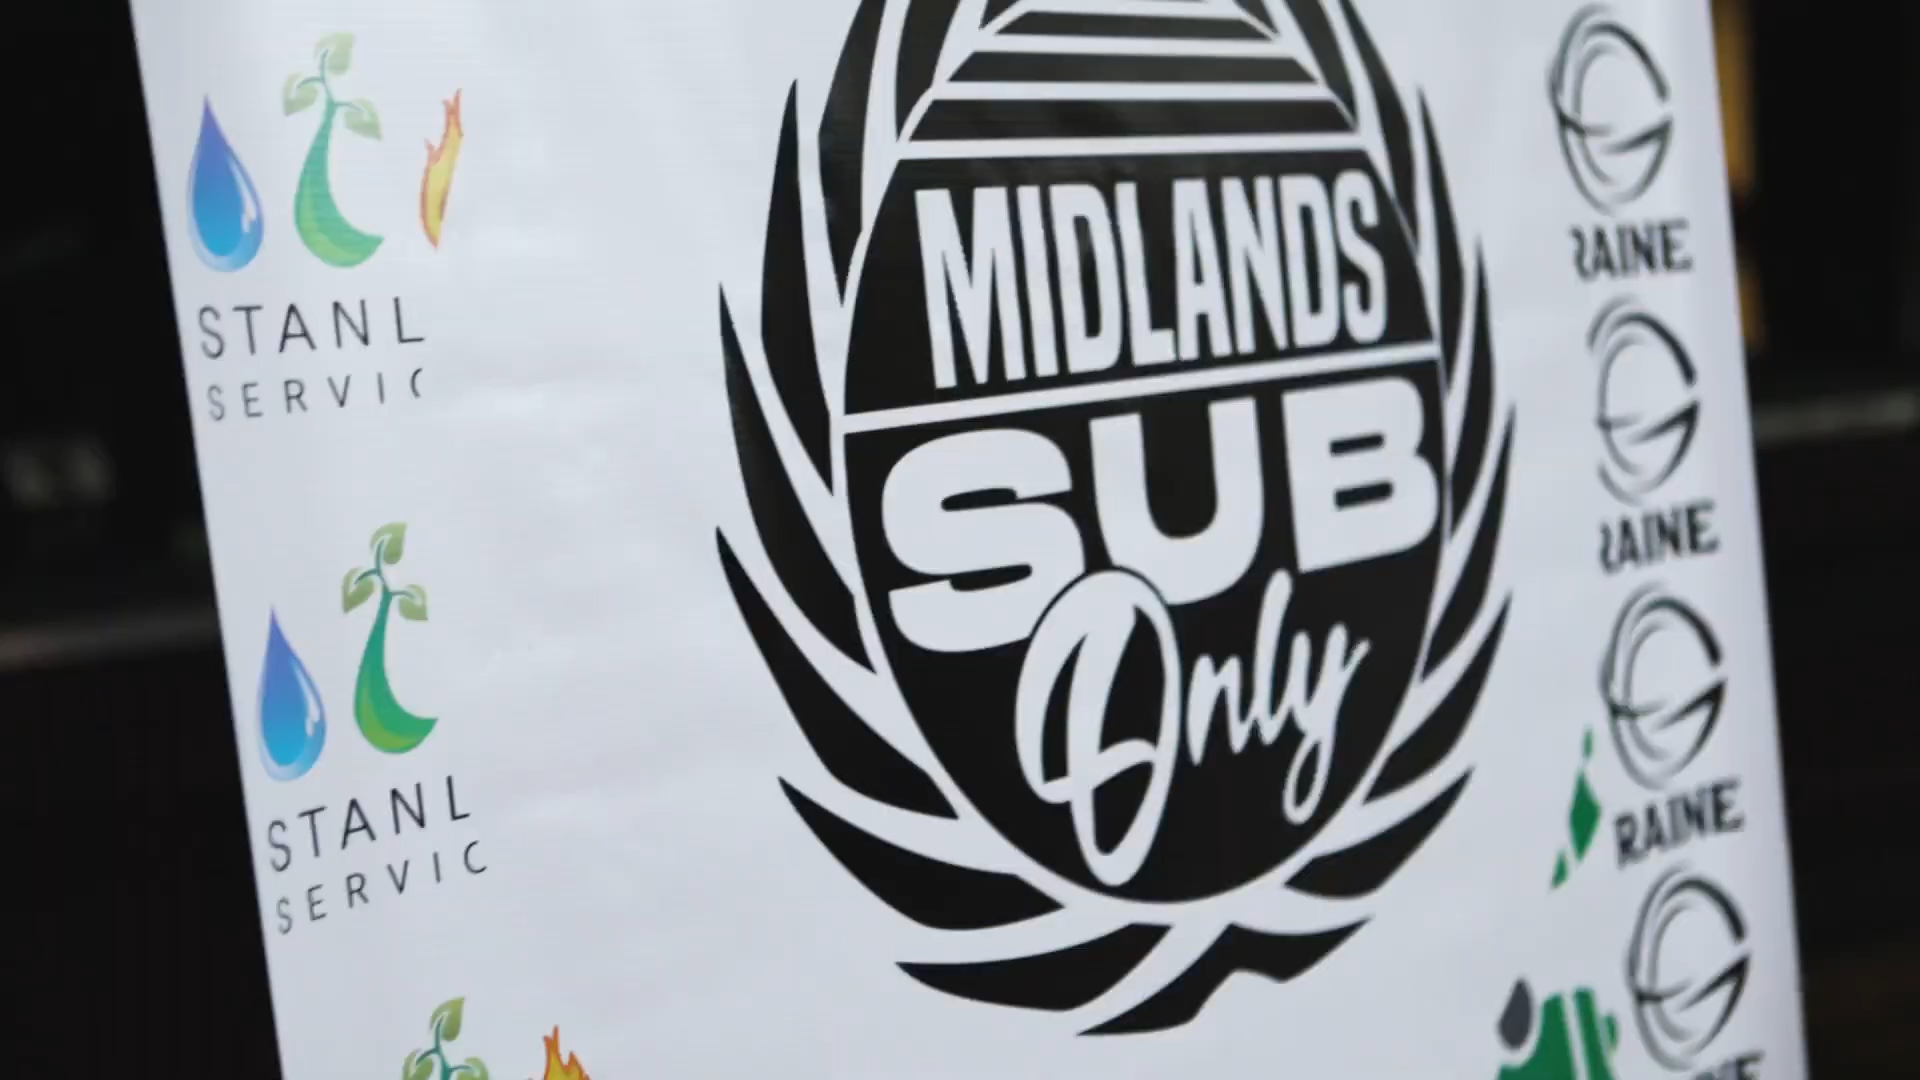 STANL
SERVIC
MIDLANDS
SUB
Only
RAINE
RAINE
STANL
SERVIC
RAINE